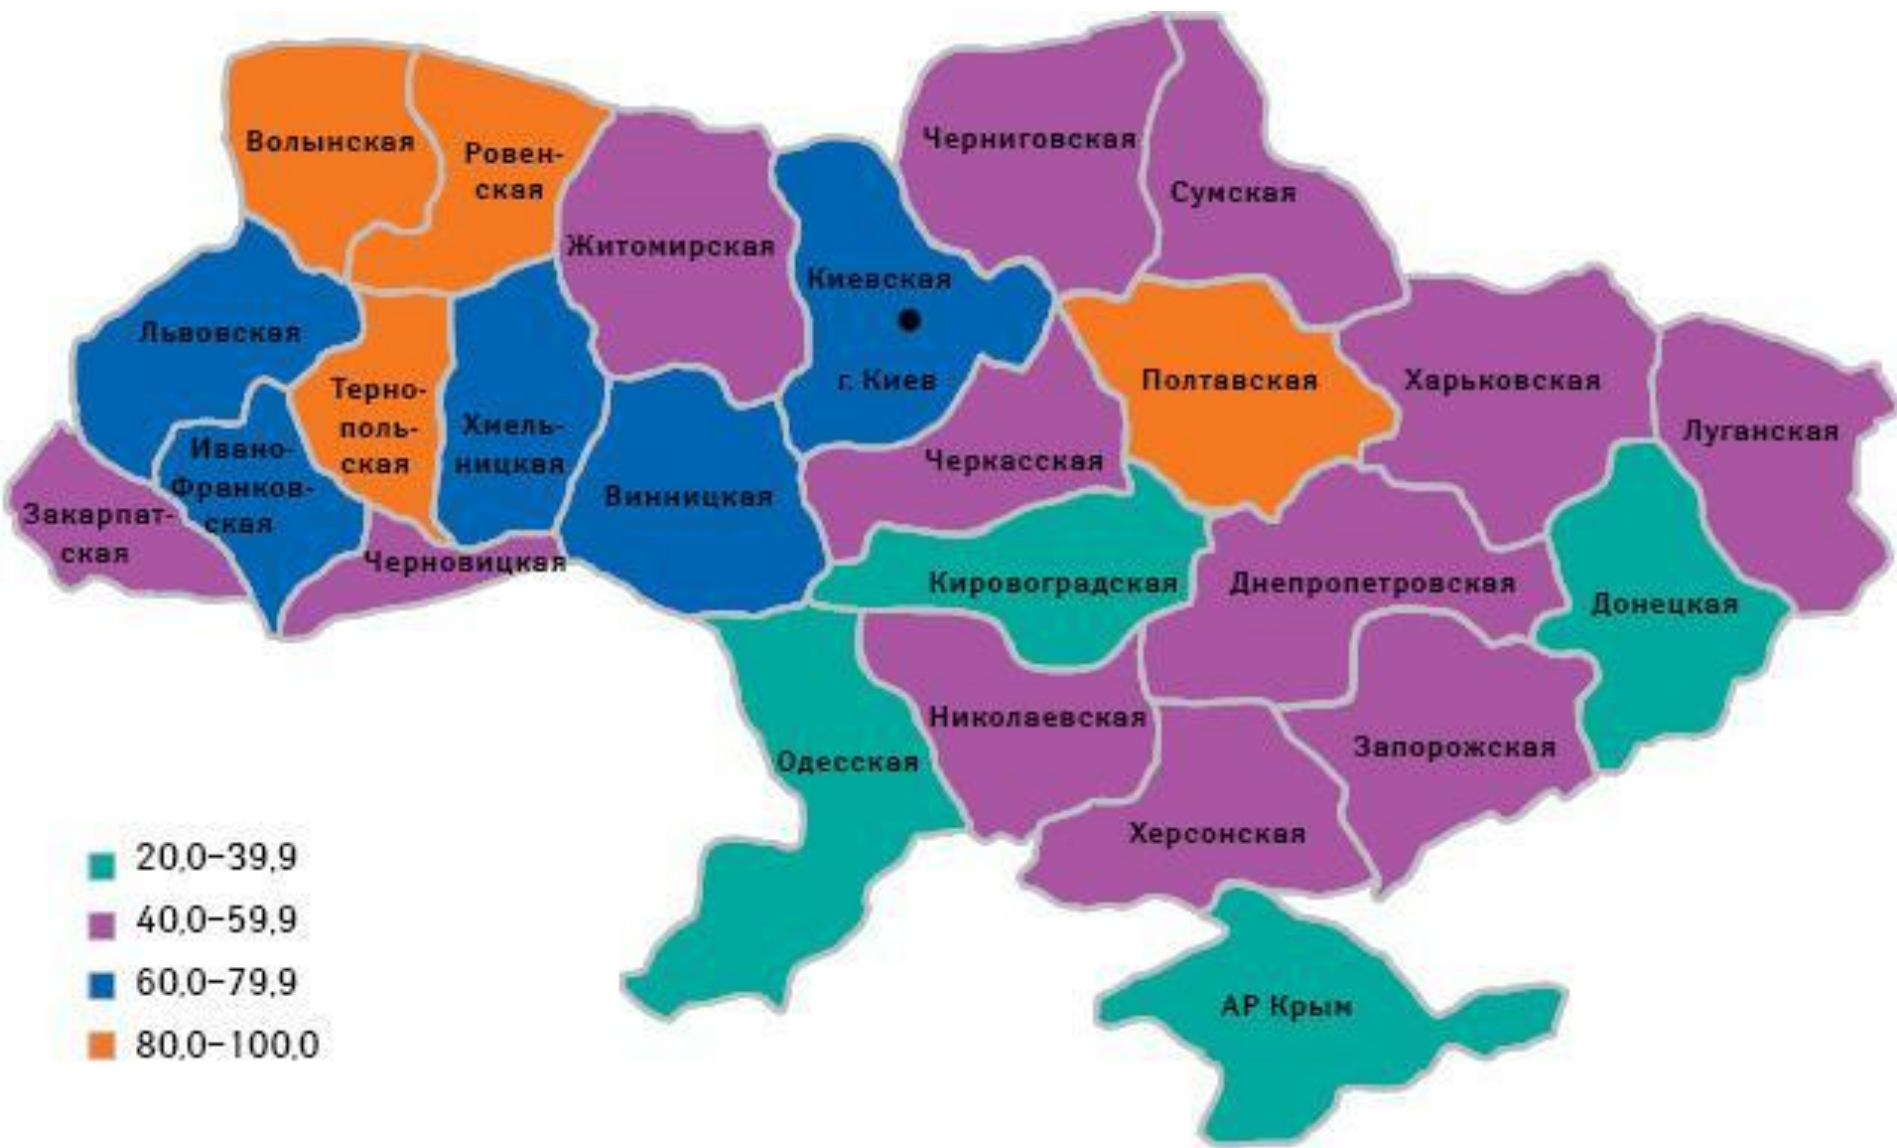 Волынская
Ровен-
ская
Житомирская
Черниговская
Сумская
Киевская
г. Киев
Львовская
Терно-
поль-
ская
Хмель-
ницкая
Ивано-
Франков-
ская
Закарпат-
ская
Черновицкая
Винницкая
Черкасская
Полтавская
Харьковская
Луганская
Кировоградская
Днепропетровская
Донецкая
Николаевская
Одесская
Запорожская
Херсонская
АР Крым
20,0–39,9
40,0–59,9
60,0–79,9
80,0–100,0